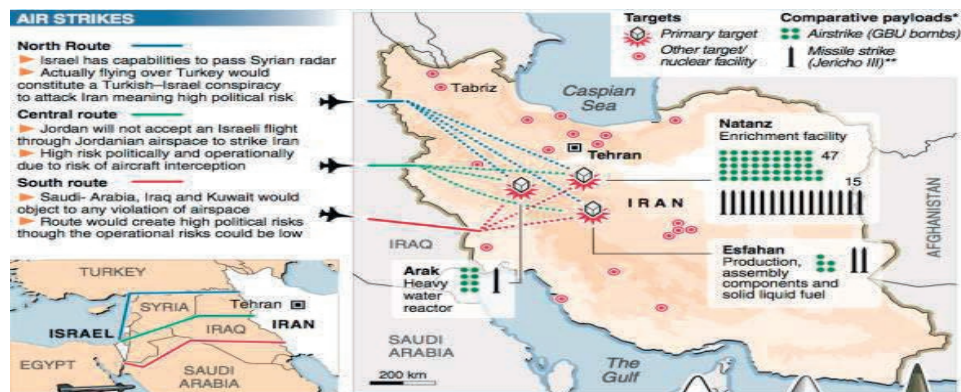 AIR STRIKES
North Route
Israel has capabilities to pass Syrian radar
Actually flying over Turkey would
constitute a Turkish–Israel conspiracy
to attack Iran meaning high political risk
Central route
Jordan will not accept an Israeli flight
through Jordanian airspace to strike Iran
High risk politically and operationally
due to risk of aircraft interception
South route
Saudi- Arabia, Iraq and Kuwait would
object to any violation of airspace
Route would create high political risks
though the operational risks could be low
TURKEY
SYRIA
Tehran
ISRAEL
IRAQ
IRAN
EGYPT
SAUDI
ARABIA
Targets
Primary target
Other target/
nuclear facility
Comparative payloads*
Airstrike (GBU bombs)
Missile strike
(Jericho III)**
Tabriz
Caspian
Sea
Tehran
Natanz
Enrichment facility
47
15
IRAN
AFGHANISTAN
IRAQ
Arak
Heavy
water
reactor
Esfahan
Production,
assembly
components and
solid liquid fuel
SAUDI
ARABIA
The
Gulf
200 km